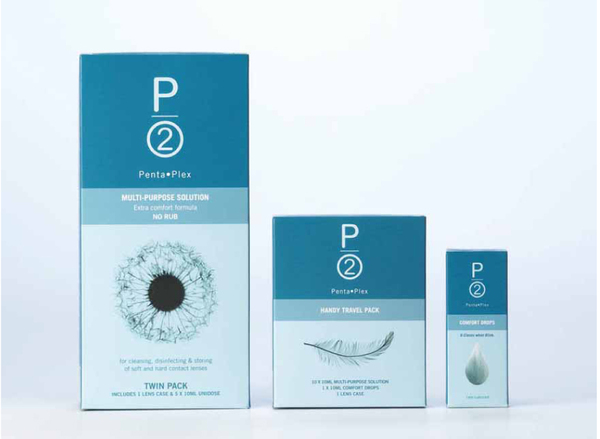 P
2
Penta•Plex
MULTI-PURPOSE SOLUTION
Extra comfort formula
NO RUB
for cleaning, disinfecting & storing
of soft and hard contact lenses
TWIN PACK
INCLUDES 1 LENS CASE & 5 X 10ML UNIDOSE
P
2
Penta•Plex
HANDY TRAVEL PACK
10 X 10ML MULTI-PURPOSE SOLUTION
1 X 10ML COMFORT DROPS
1 LENS CASE
P
2
Penta•Plex
COMFORT DROPS